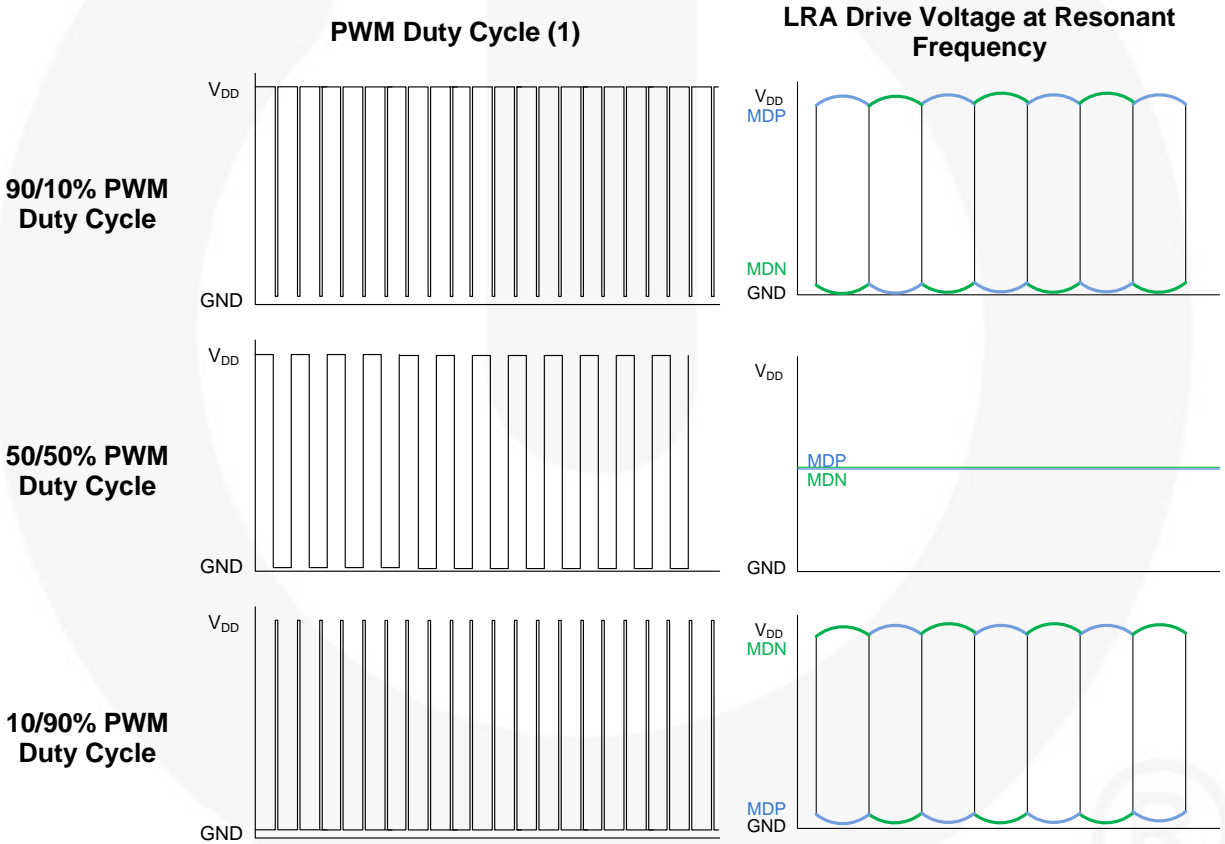 PWM Duty Cycle (1)
LRA Drive Voltage at Resonant
Frequency
90/10% PWM
Duty Cycle
VDD
GND
VDD
MDP
MDN
GND
50/50% PWM
Duty Cycle
VDD
GND
VDD
MDP
MDN
GND
10/90% PWM
Duty Cycle
VDD
GND
VDD
MDN
MDP
GND